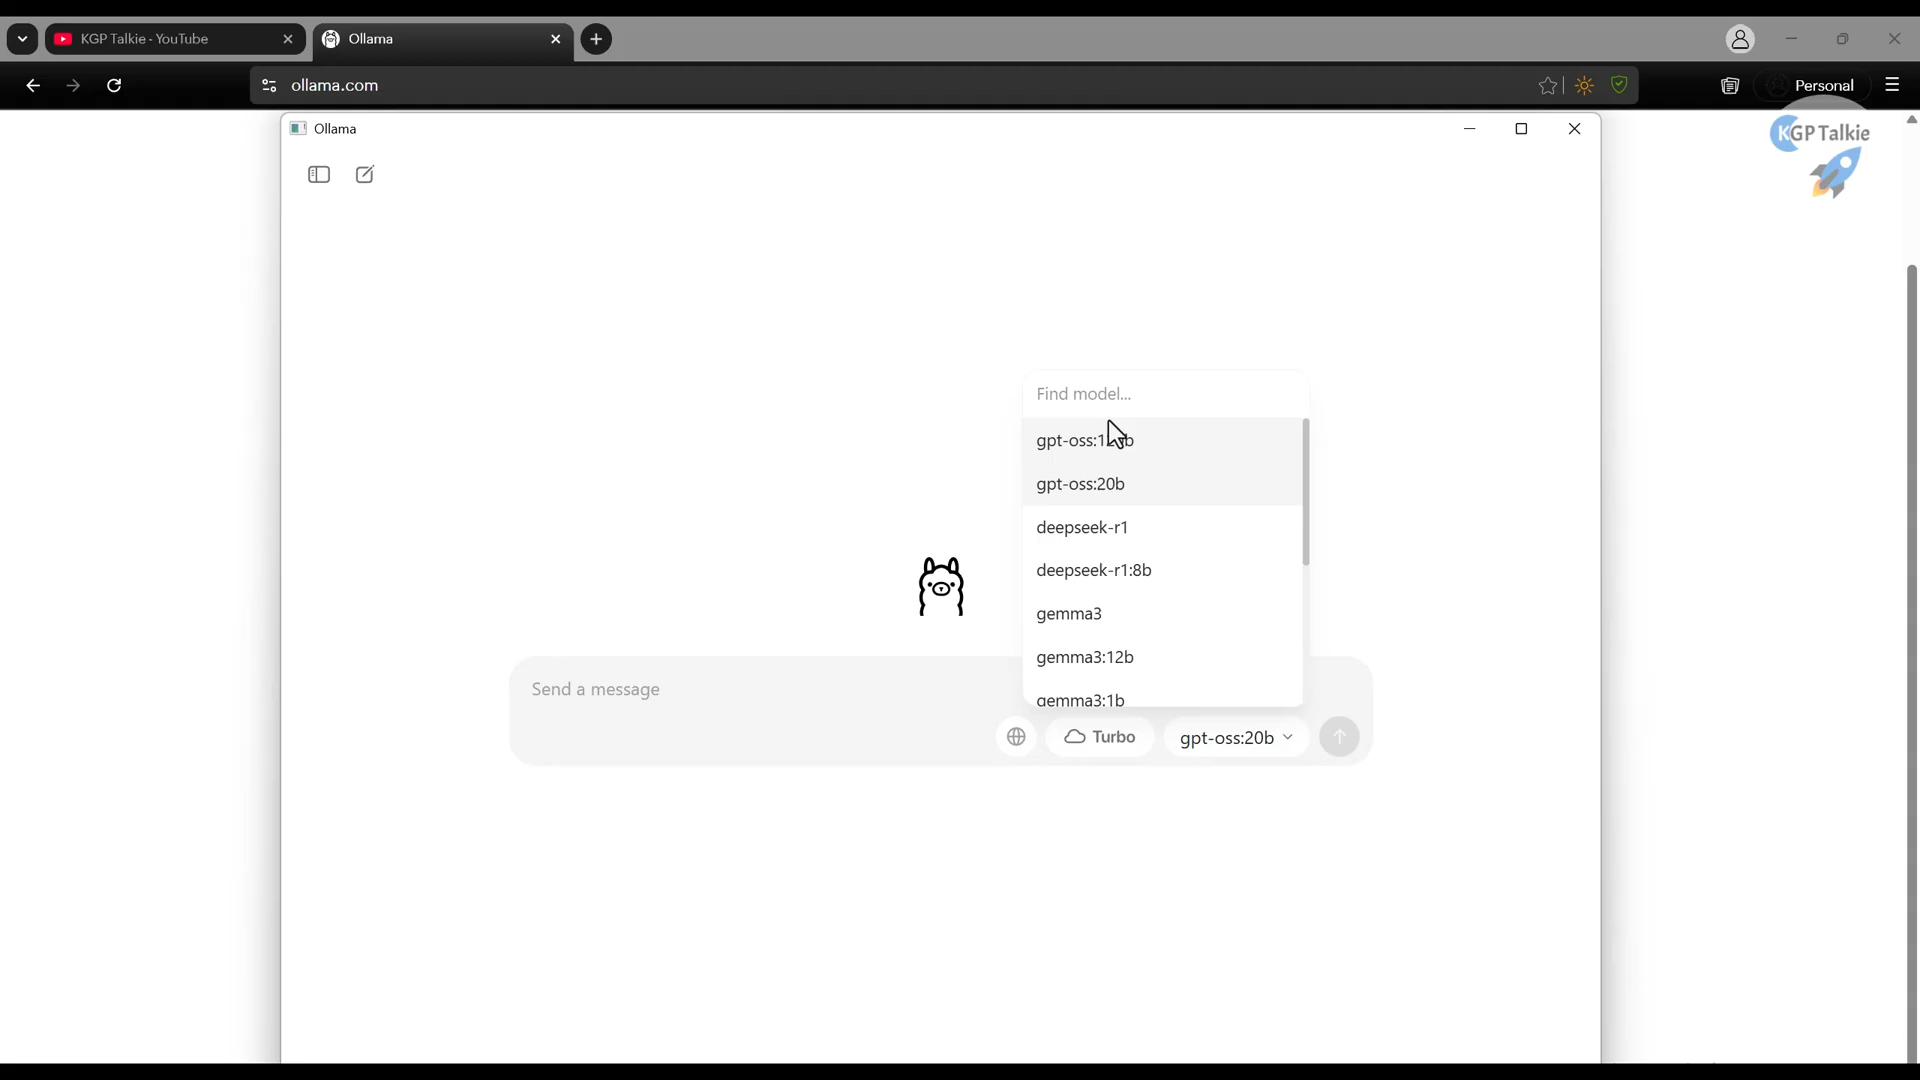 KGP Talkie - YouTube
Ollama
ollama.com
Personal
Ollama
KGP Talkie
Find model...
gpt-oss:20b
deepseek-r1
deepseek-r1:8b
gemma3
gemma3:12b
gemma3:1b
Send a message
Turbo
gpt-oss:20b